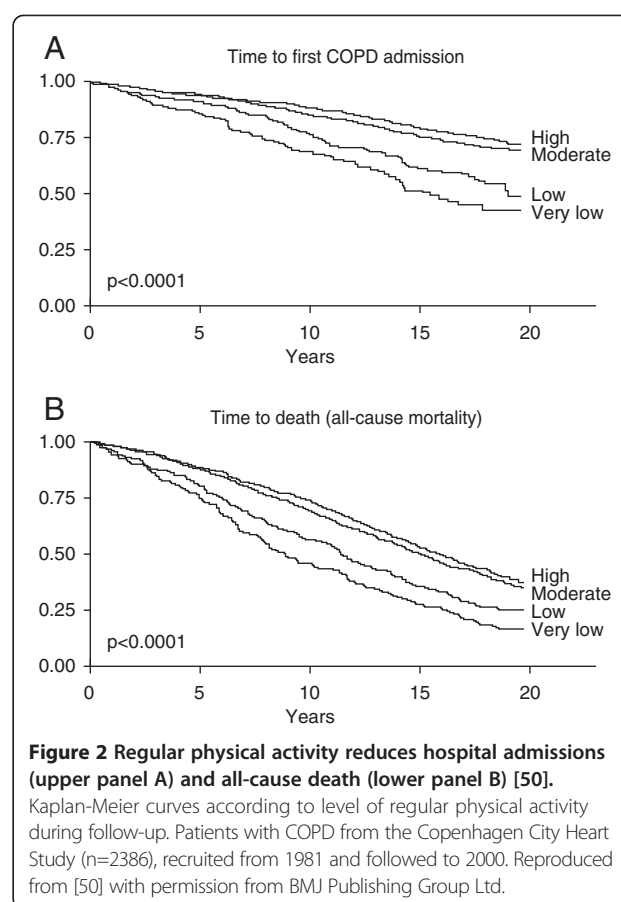 A
Time to first COPD admission
1.00
0.75
0.50
0.25
0.00
High
Moderate
Low
Very low
p<0.0001
0 5 10 15 20
Years
B
Time to death (all-cause mortality)
1.00
0.75
0.50
0.25
0.00
High
Moderate
Low
Very low
p<0.0001
0 5 10 15 20
Years
Figure 2 Regular physical activity reduces hospital admissions
(upper panel A) and all-cause death (lower panel B) [50].
Kaplan-Meier curves according to level of regular physical activity
during follow-up. Patients with COPD from the Copenhagen City Heart
Study (n=2386), recruited from 1981 and followed to 2000. Reproduced
from [50] with permission from BMJ Publishing Group Ltd.